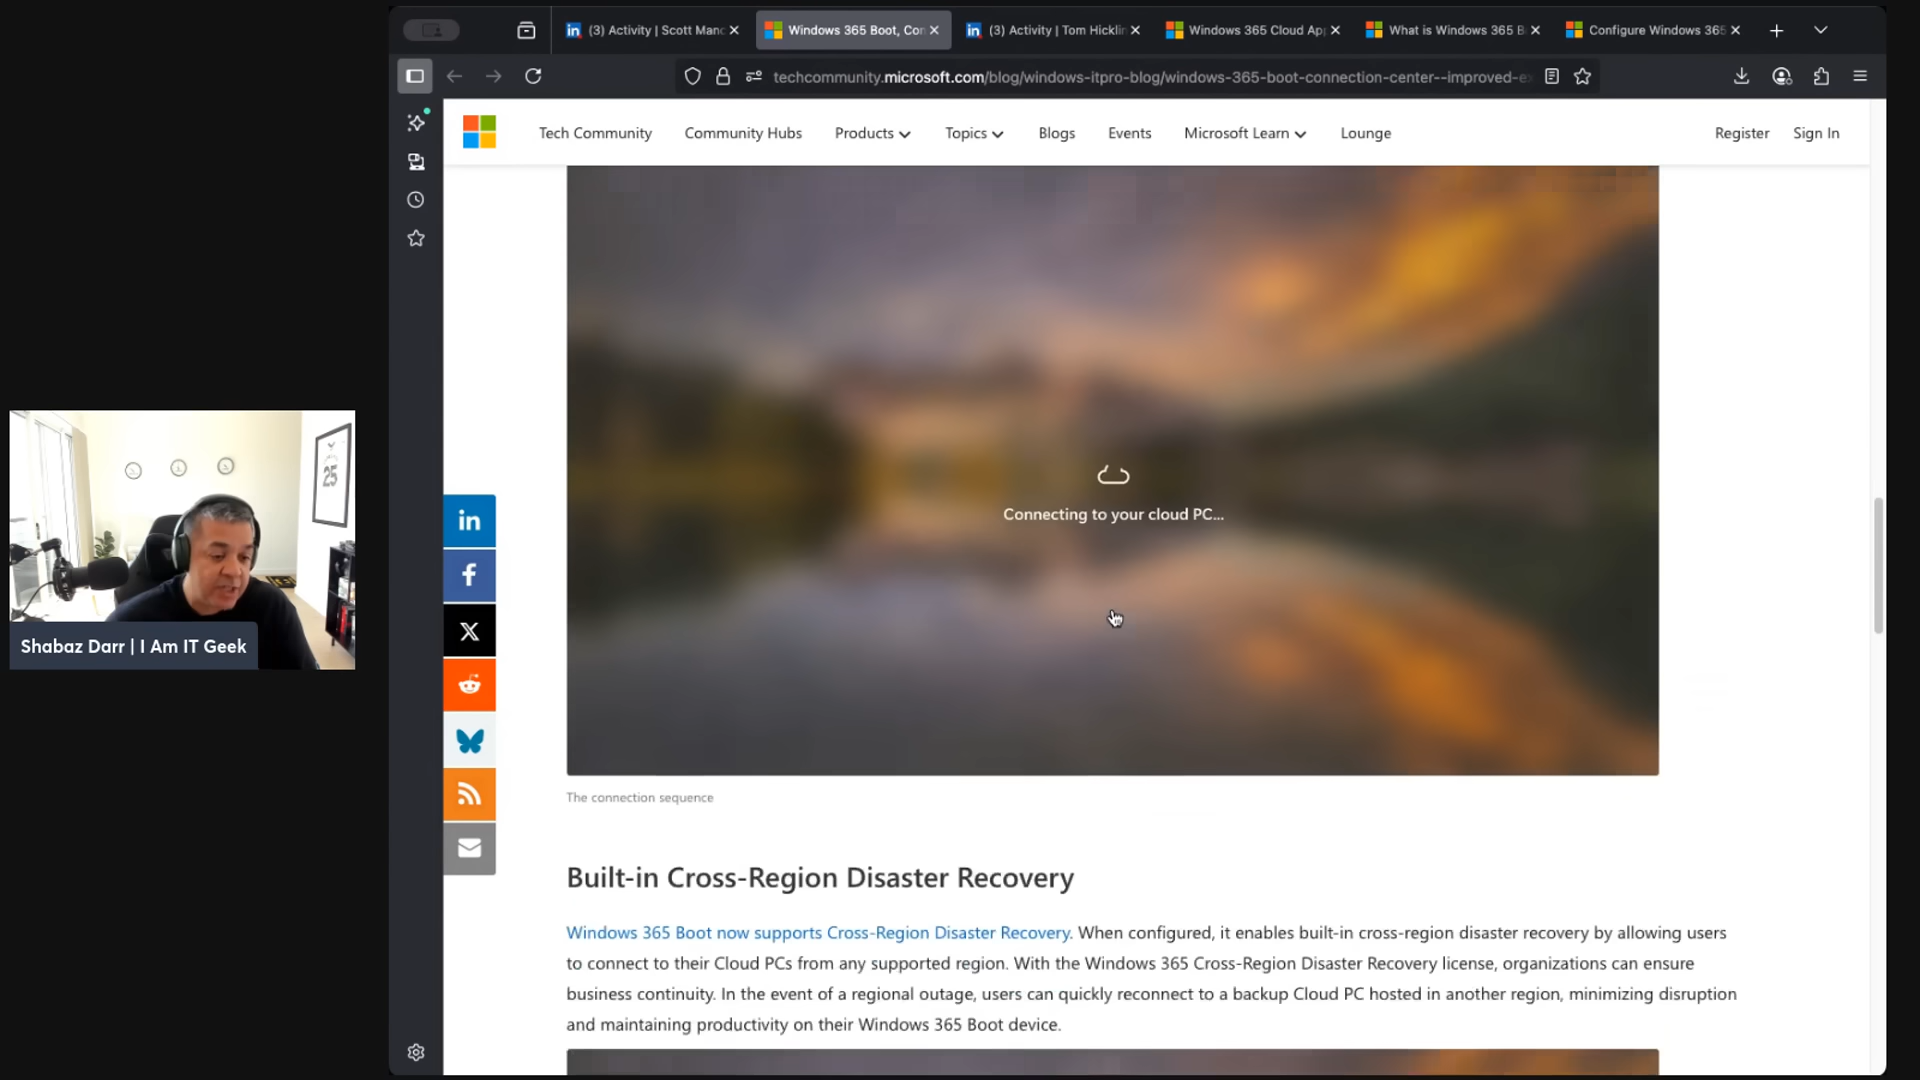 (3) Activity | Scott Manc
Windows 365 Boot, Con
(3) Activity | Tom Hicklin
Windows 365 Cloud App
What is Windows 365 B
Configure Windows 365
techcommunity.microsoft.com/blog/windows-itpro-blog/windows-365-boot-connection-center--improved-e
Tech Community
Community Hubs
Products
Topics
Blogs
Events
Microsoft Learn
Lounge
Register
Sign In
Connecting to your cloud PC...
25
Shabaz Darr | I Am IT Geek
The connection sequence
Built-in Cross-Region Disaster Recovery
Windows 365 Boot now supports Cross-Region Disaster Recovery. When configured, it enables built-in cross-region disaster recovery by allowing users
to connect to their Cloud PCs from any supported region. With the Windows 365 Cross-Region Disaster Recovery license, organizations can ensure
business continuity. In the event of a regional outage, users can quickly reconnect to a backup Cloud PC hosted in another region, minimizing disruption
and maintaining productivity on their Windows 365 Boot device.